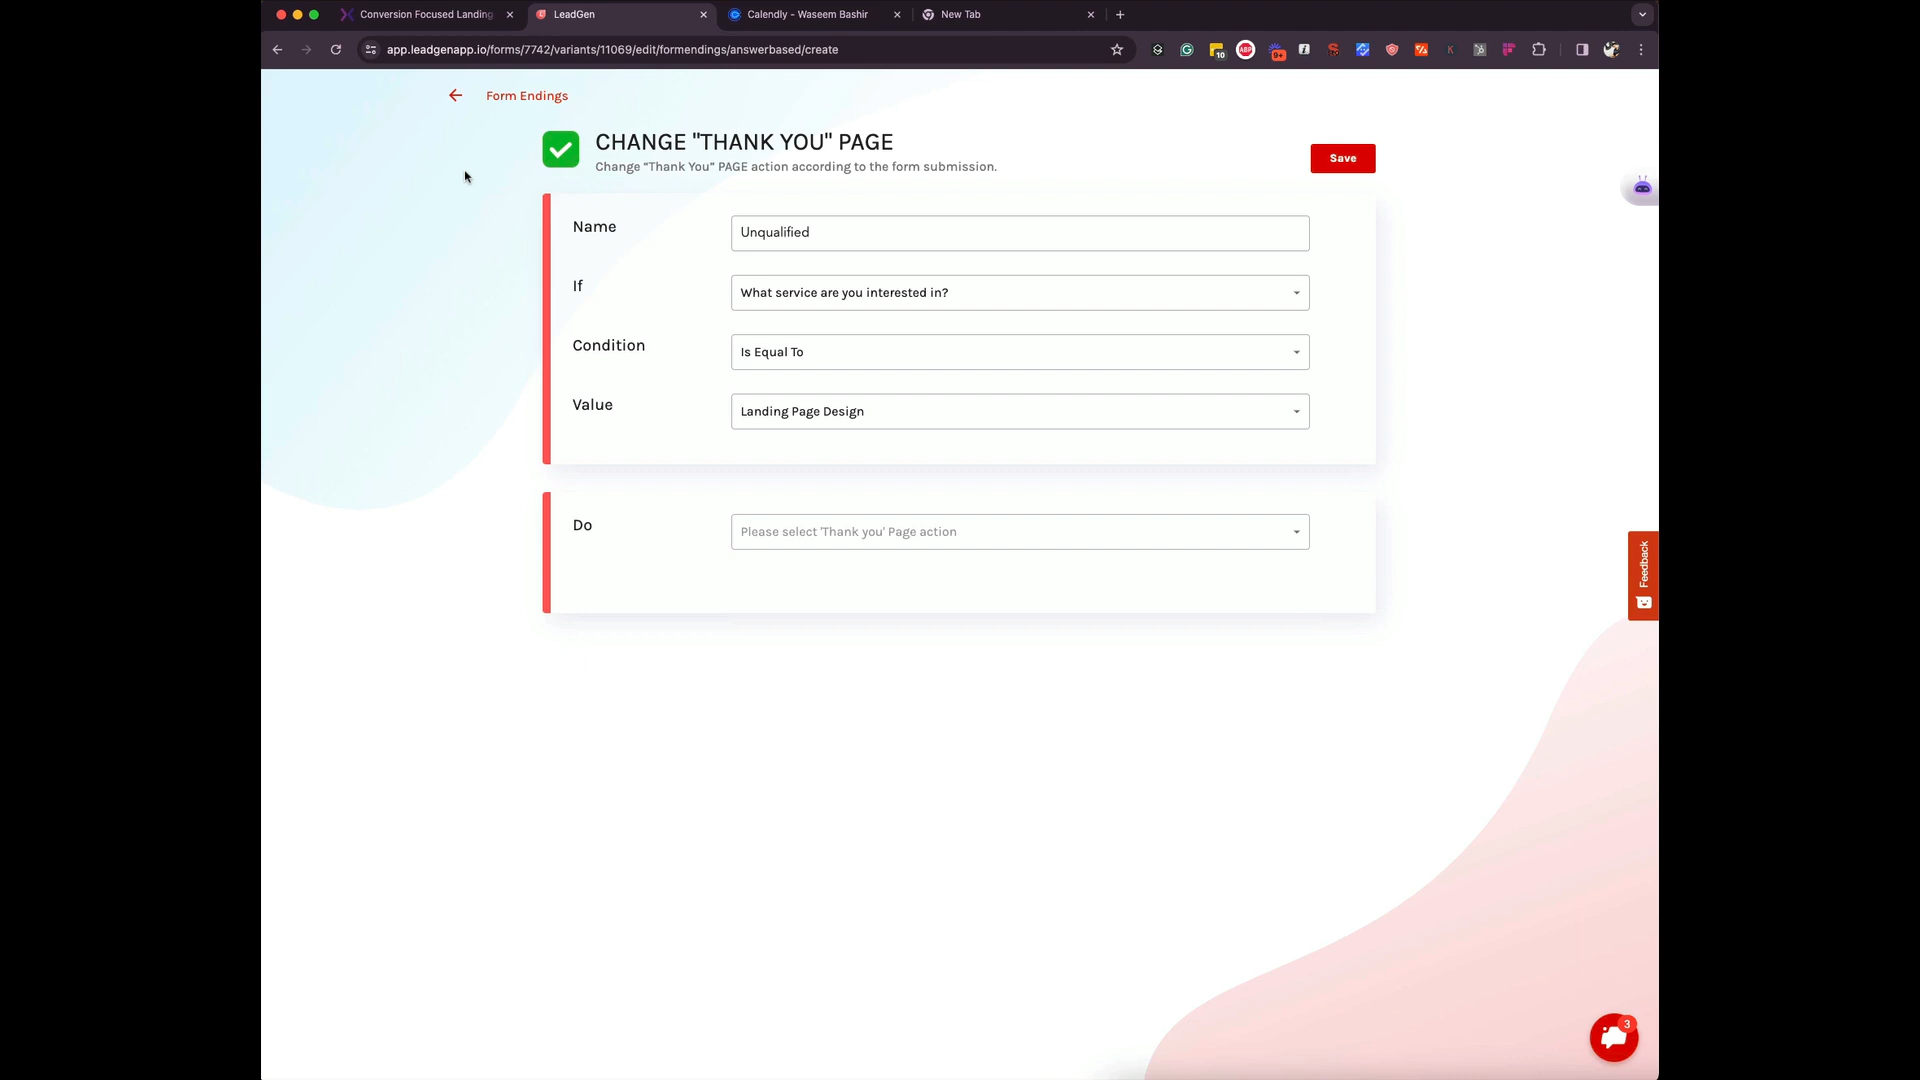 Conversion Focused Landing
LeadGen
Calendly - Waseem Bashir
New Tab
app.leadgenapp.io/forms/7742/variants/11069/edit/formendings/answerbased/create
10
ABP
9+
K
Form Endings
CHANGE "THANK YOU" PAGE
Change “Thank You” PAGE action according to the form submission.
Save
Name
Unqualified
If
What service are you interested in?
Condition
Is Equal To
Value
Landing Page Design
Do
Please select 'Thank you' Page action
Feedback
3